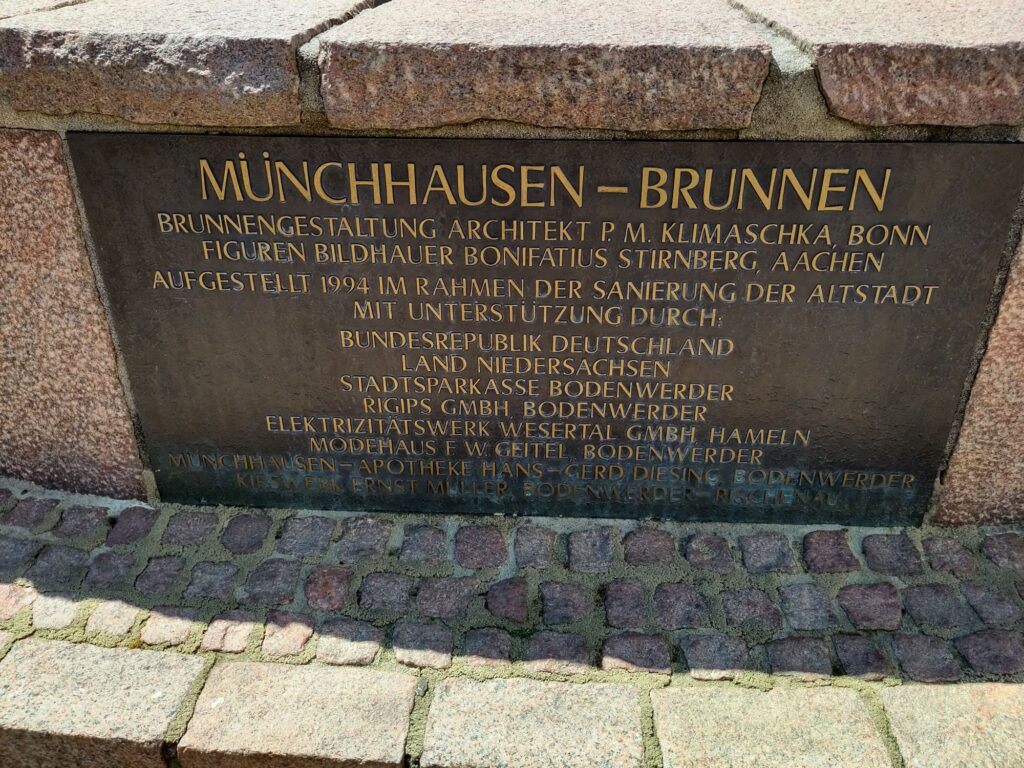 MÜNCHHAUSEN – BRUNNEN
BRUNNENGESTALTUNG ARCHITEKT P. M. KLIMASCHKA, BONN
FIGUREN BILDHAUER BONIFATIUS STIRNBERG, AACHEN
AUFGESTELLT 1994 IM RAHMEN DER SANIERUNG DER ALTSTADT
MIT UNTERSTÜTZUNG DURCH:
BUNDESREPUBLIK DEUTSCHLAND
LAND NIEDERSACHSEN
STADTSPARKASSE BODENWERDER
RIGIPS GMBH, BODENWERDER
ELEKTRIZITÄTSWERK WESERTAL GMBH, HAMELN
MODEHAUS F. W. GEITEL, BODENWERDER
MÜNCHHAUSEN – APOTHEKE HANS – GERD DIESING, BODENWERDER
KIESWERK ERNST MÜLLER, BODENWERDER – RISCHENAU